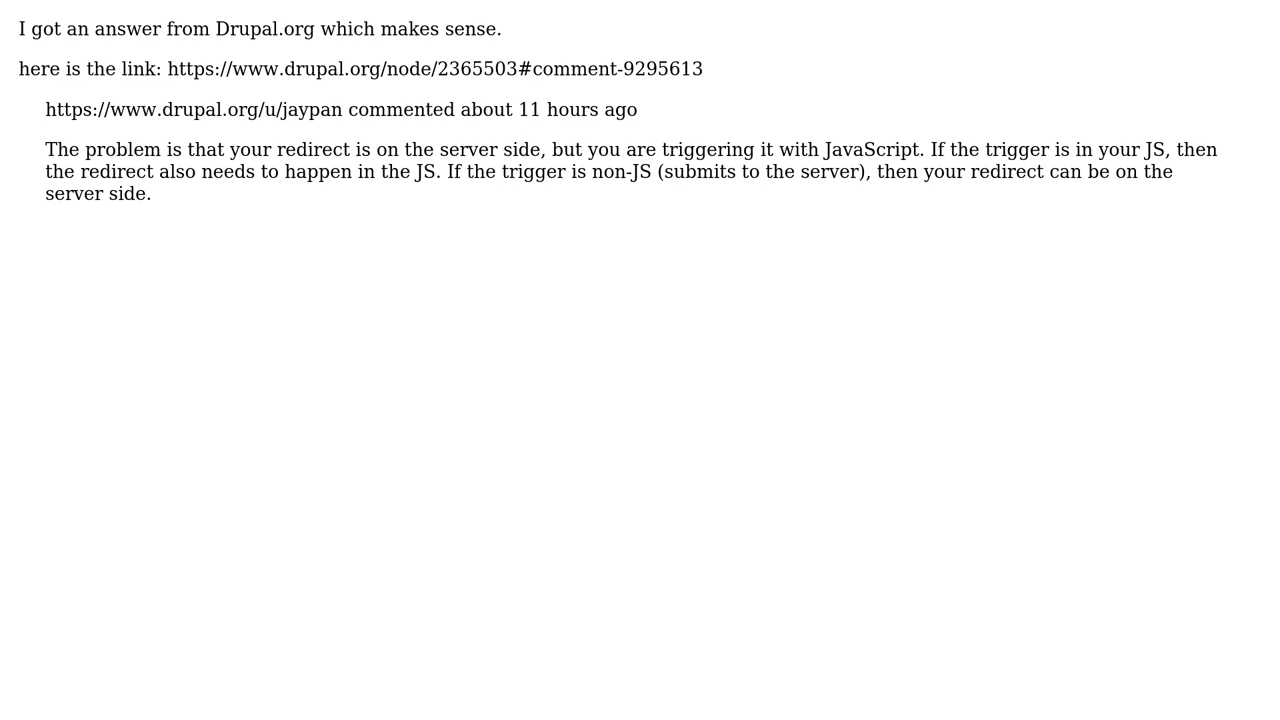 I got an answer from Drupal.org which makes sense.
here is the link: https://www.drupal.org/node/2365503#comment-9295613
https://www.drupal.org/u/jaypan commented about 11 hours ago
The problem is that your redirect is on the server side, but you are triggering it with JavaScript. If the trigger is in your JS, then
the redirect also needs to happen in the JS. If the trigger is non-JS (submits to the server), then your redirect can be on the
server side.